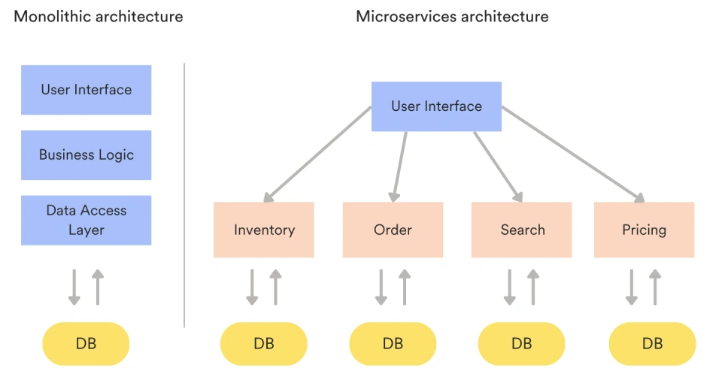 Monolithic architecture
Microservices architecture
User Interface
Business Logic
Data Access
Layer
DB
User Interface
Inventory
Order
Search
Pricing
DB
DB
DB
DB